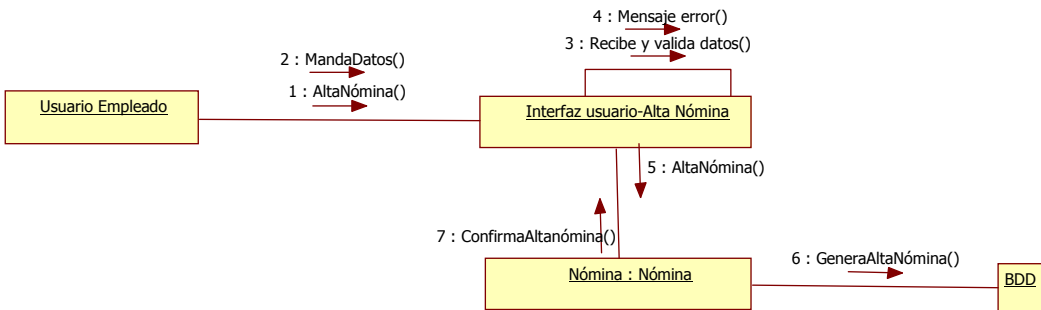 4 : Mensaje error()
3 : Recibe y valida datos()
2 : MandaDatos()
1 : AltaNómina()
Usuario Empleado
Interfaz usuario-Alta Nómina
5 : AltaNómina()
7 : ConfirmaAltanómina()
6 : GeneraAltaNómina()
Nómina : Nómina
BDD